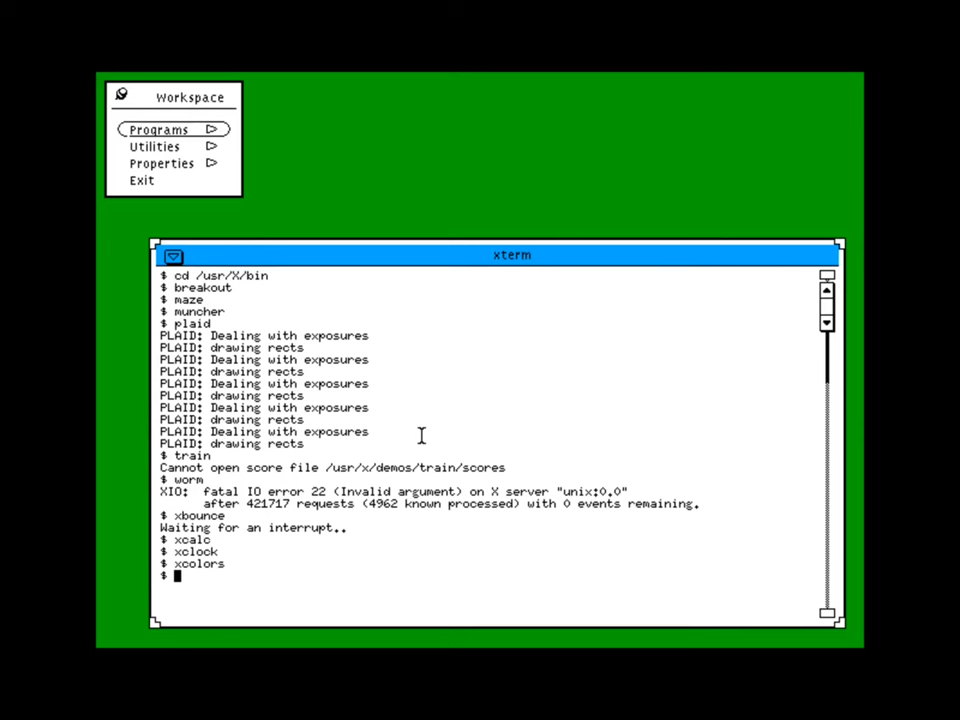 Workspace
Programs
Utilities
Properties
Exit
xterm
$ cd /usr/X/bin
$ breakout
$ maze
$ muncher
$ plaid
PLAID: Dealing with exposures
PLAID: drawing rects
PLAID: Dealing with exposures
PLAID: drawing rects
PLAID: Dealing with exposures
PLAID: drawing rects
PLAID: Dealing with exposures
PLAID: drawing rects
PLAID: Dealing with exposures
PLAID: drawing rects
$ train
Cannot open score file /usr/x/demos/train/scores
$ worm
XIO:  fatal IO error 22 (Invalid argument) on X server "unix:0.0"
      after 421717 requests (4962 known processed) with 0 events remaining.
$ xbounce
Waiting for an interrupt..
$ xcalc
$ xclock
$ xcolors
$